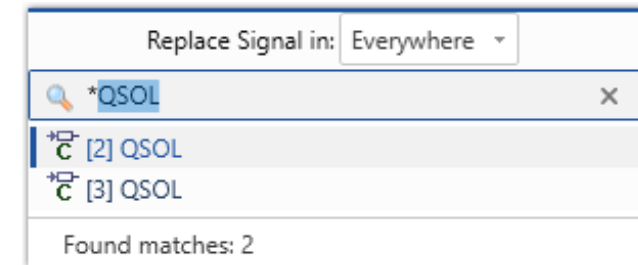 Replace Signal in: Everywhere
*QSOL
C [2] QSOL
C [3] QSOL
Found matches: 2